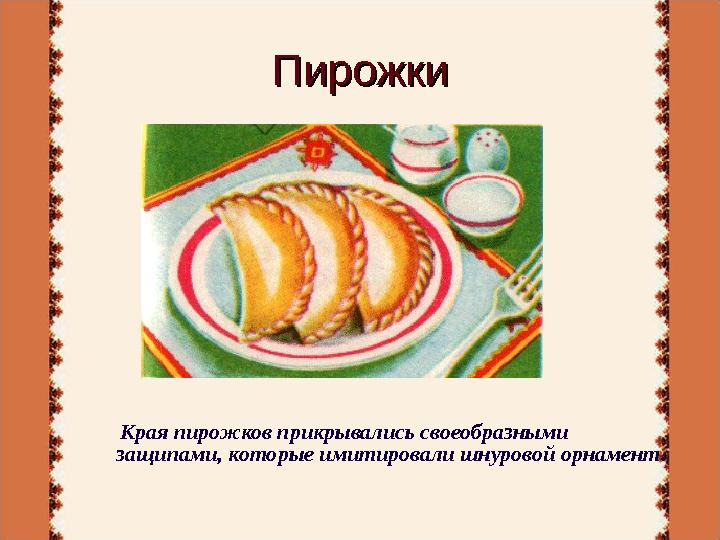 Пирожки
Края пирожков прикрывались своеобразными
защипами, которые имитировали шнуровой орнамент.